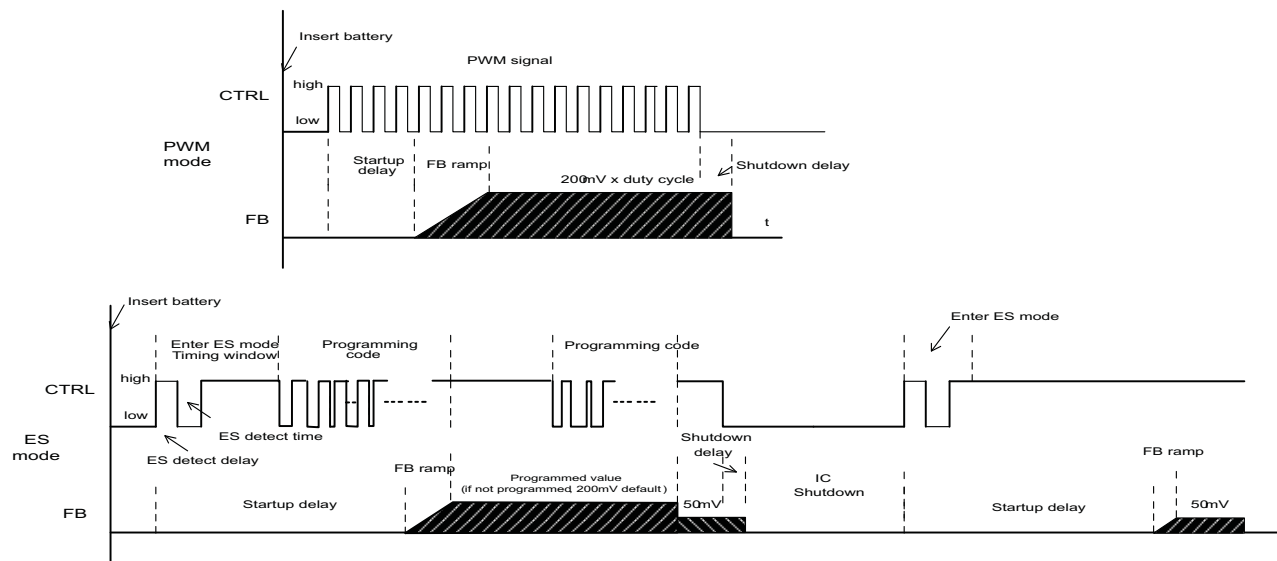 Insert battery
PWM signal
high
CTRL
low
PWM
mode
Startup
delay
FB ramp
Shutdown delay
200mV x duty cycle
FB
t
Insert battery
Enter ES mode
Enter ES mode
Timing window
Programming
code
Programming code
high
CTRL
low
ES detect time
ES
mode
ES detect delay
Shutdown
delay
FB ramp
FB ramp
Programmed value
(if not programmed, 200mV default)
IC
Shutdown
Startup delay
50mV
Startup delay
50mV
FB